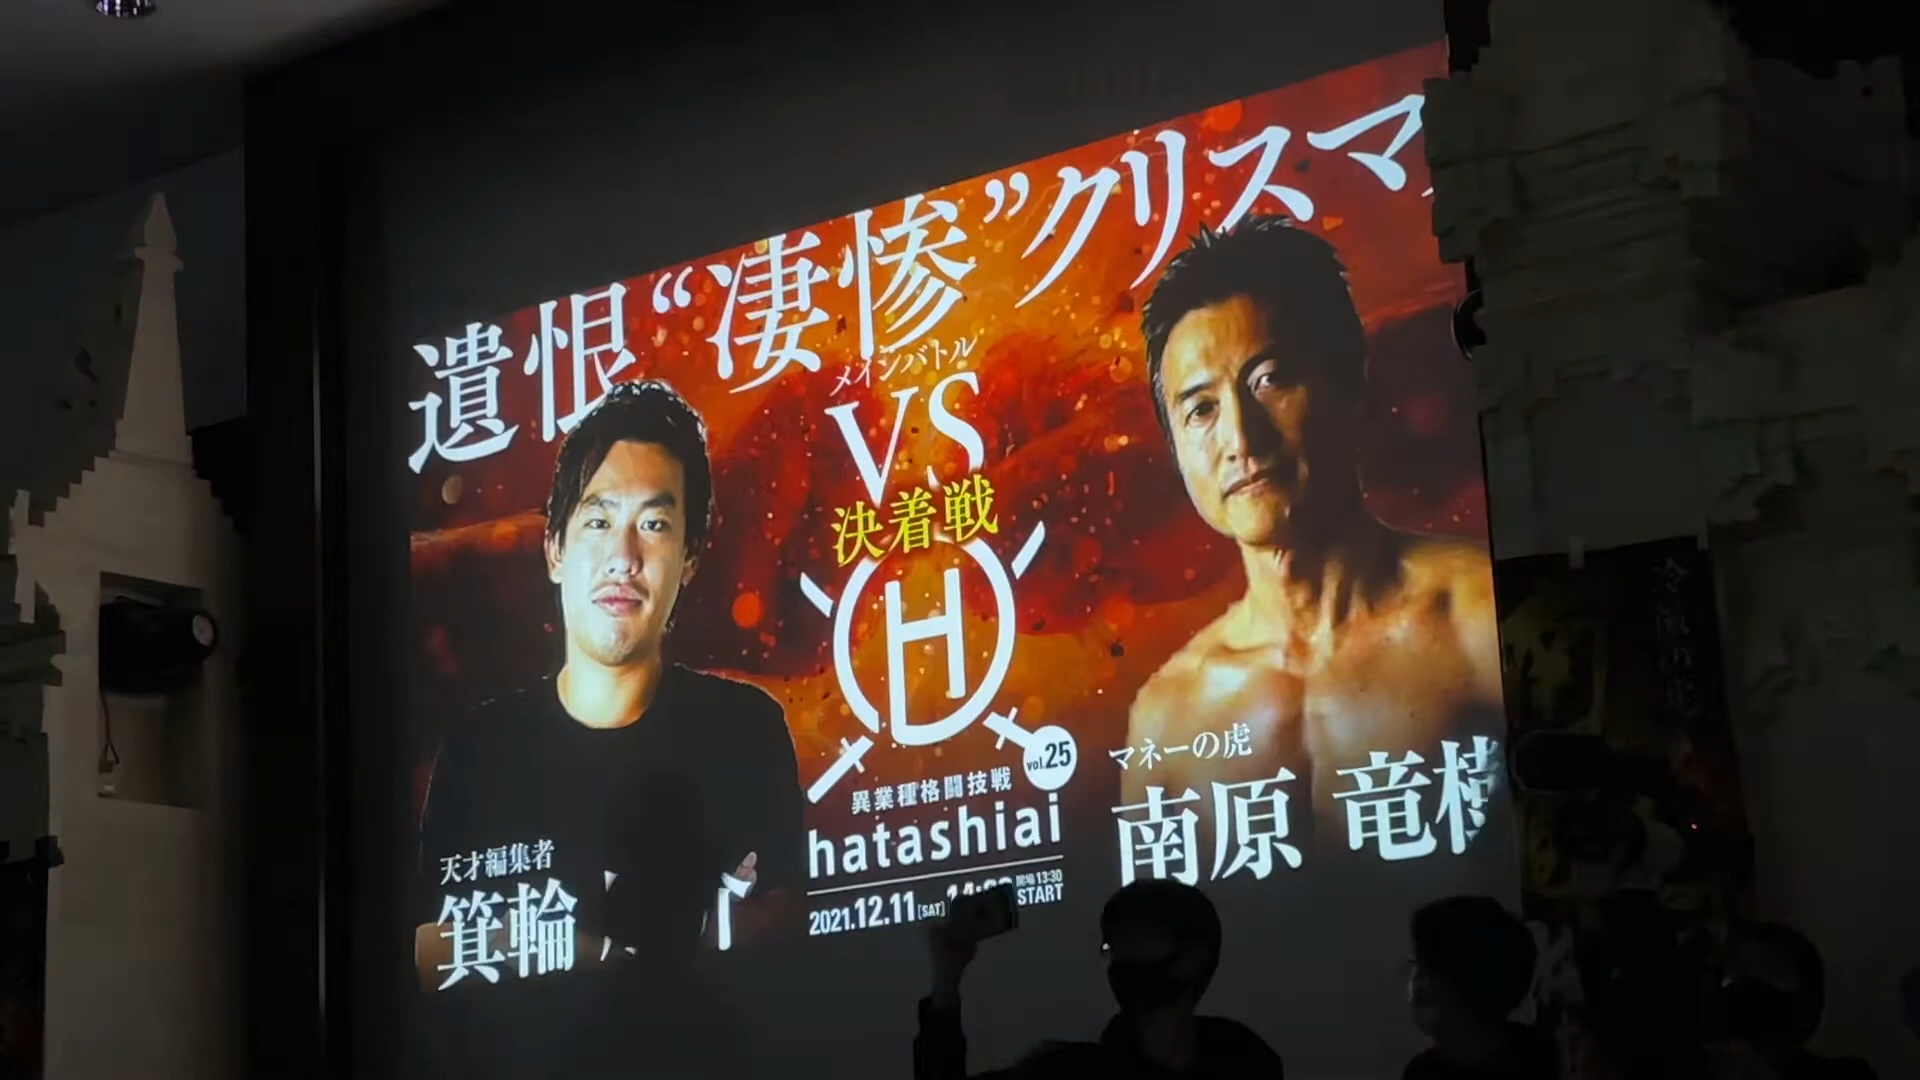 遺恨“凄惨”クリスマ
メインバトル
VS
決着戦
H
vol.25
異業種格闘技戦
hatashiai
2021.12.11[SAT] 開場 13:30 START
天才編集者
箕輪
マネーの虎
南原 竜樹